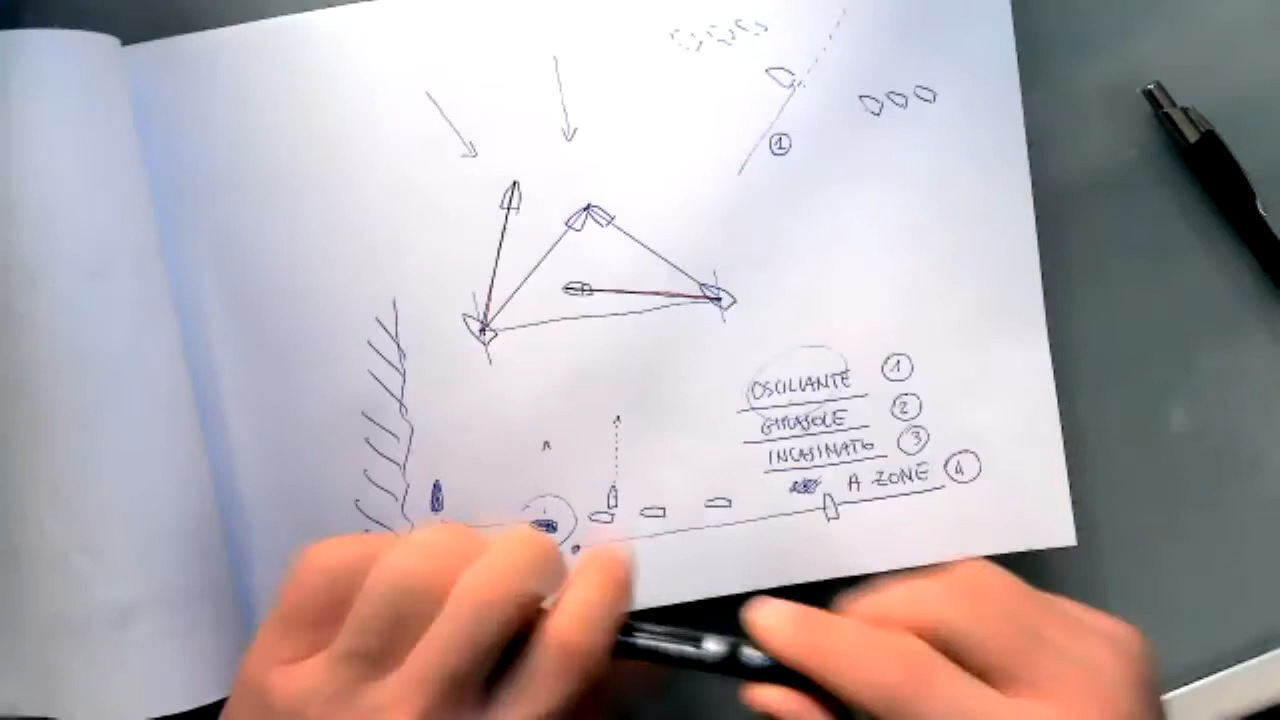 1
OSCILLANTE 1
GIRASOLE 2
INCASINATO 3
A ZONE 4